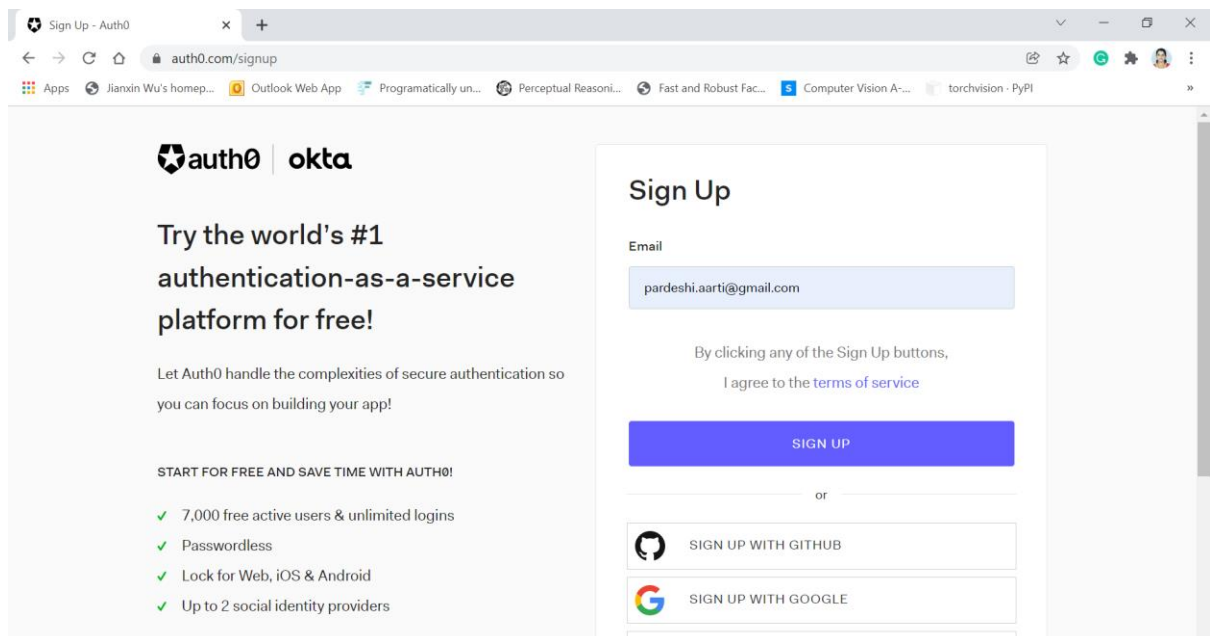 Sign Up - Auth0
auth0.com/signup
Apps Jianxin Wu's homep... Outlook Web App Programatically un... Perceptual Reasoni... Fast and Robust Fac... Computer Vision A-... torchvision · PyPI »
auth0 okta
Try the world's #1
authentication-as-a-service
platform for free!
Let Auth0 handle the complexities of secure authentication so
you can focus on building your app!
START FOR FREE AND SAVE TIME WITH AUTH0!
✓ 7,000 free active users & unlimited logins
✓ Passwordless
✓ Lock for Web, iOS & Android
✓ Up to 2 social identity providers
Sign Up
Email
pardeshi.aarti@gmail.com
By clicking any of the Sign Up buttons,
I agree to the terms of service
SIGN UP
or
SIGN UP WITH GITHUB
SIGN UP WITH GOOGLE